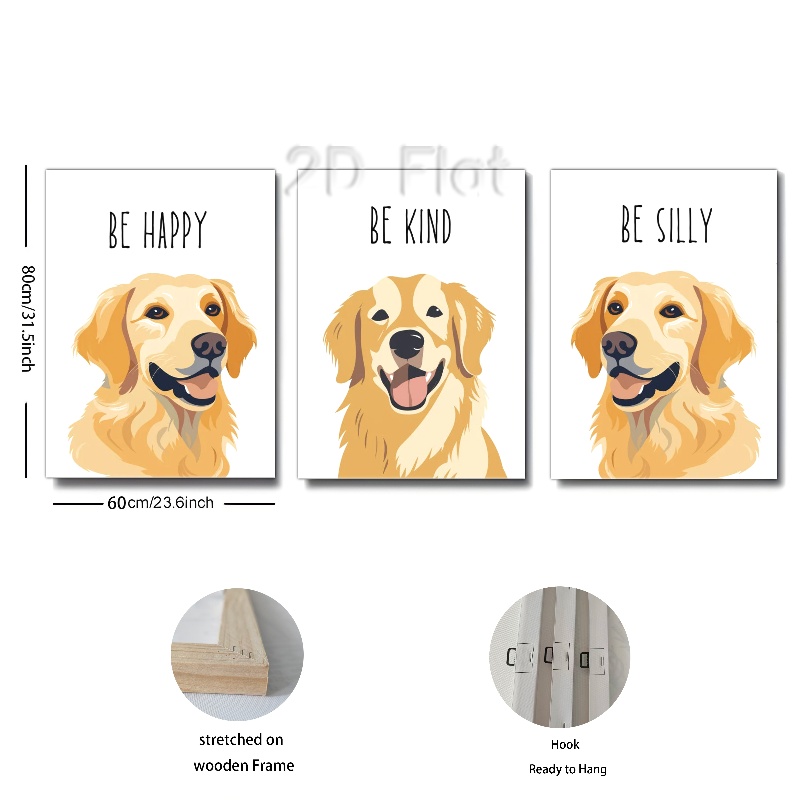 2D Flat
BE HAPPY
BE KIND
BE SILLY
80cm/31.5inch
60cm/23.6inch
stretched on
wooden Frame
Hook
Ready to Hang